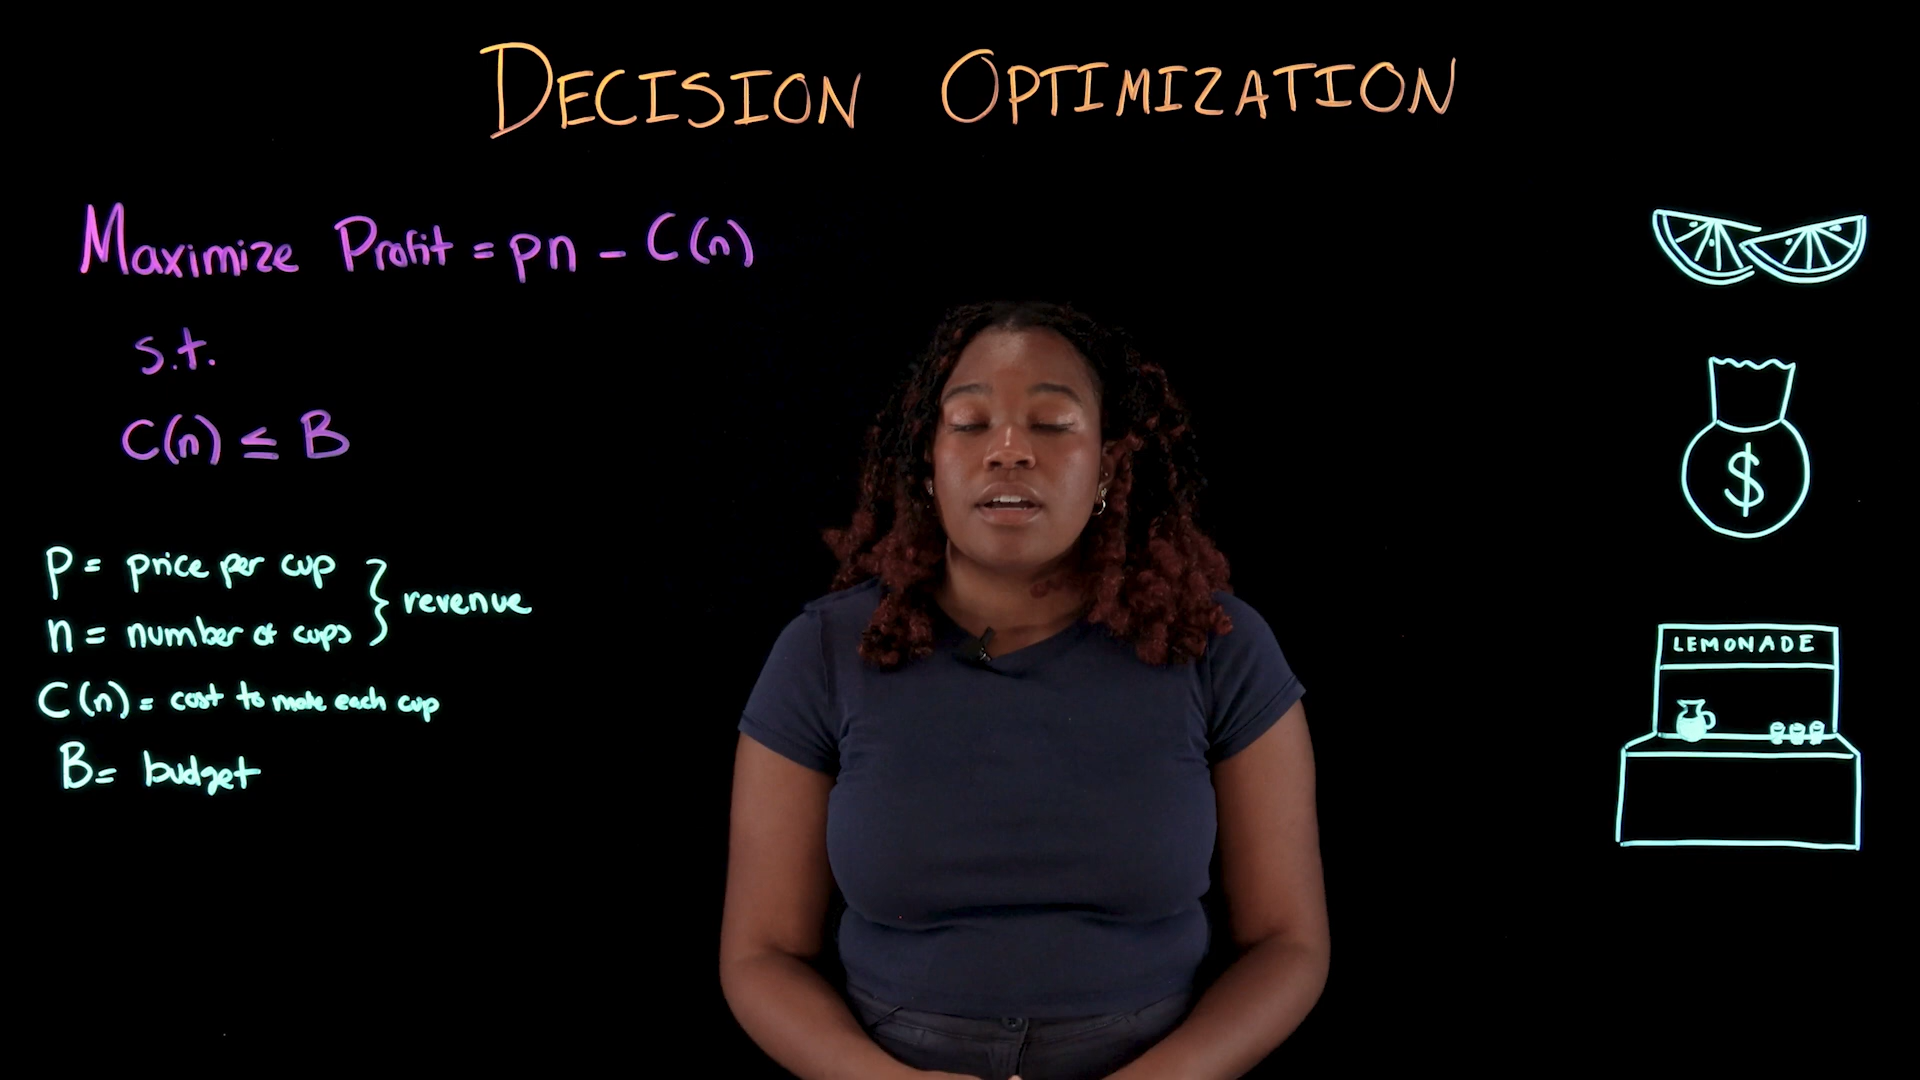 DECISION OPTIMIZATION
Maximize Profit = pn - C(n)
s.t.
C(n) ≤ B
p = price per cup
n = number of cups
} revenue
C(n) = cost to make each cup
B = budget
$
LEMONADE